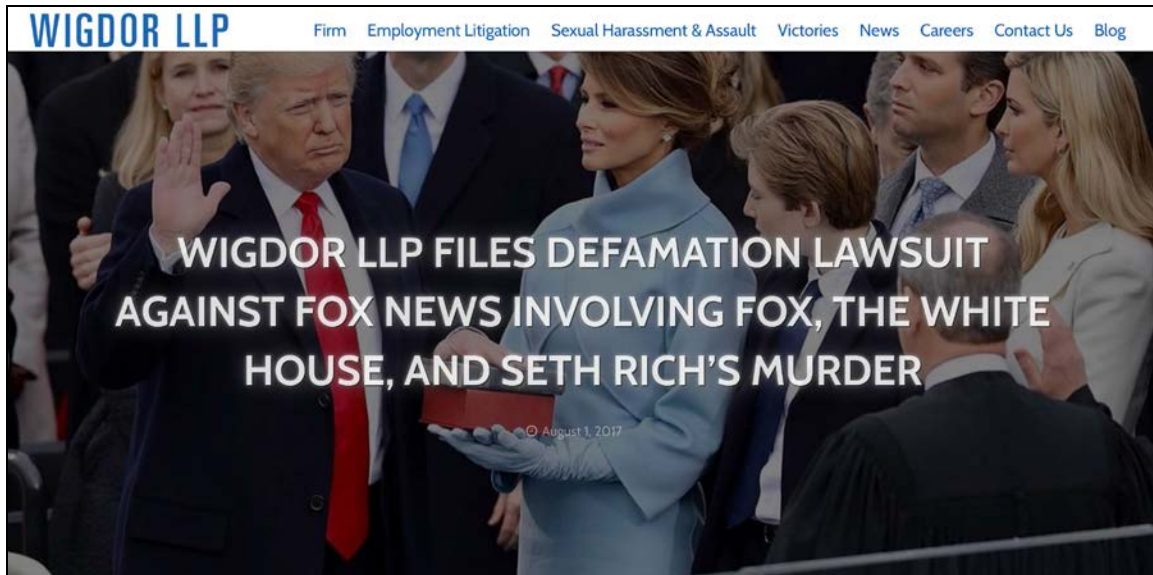 WIGDOR LLP
Firm Employment Litigation Sexual Harassment & Assault Victories News Careers Contact Us Blog
WIGDOR LLP FILES DEFAMATION LAWSUIT
AGAINST FOX NEWS INVOLVING FOX, THE WHITE
HOUSE, AND SETH RICH'S MURDER
August 1, 2017